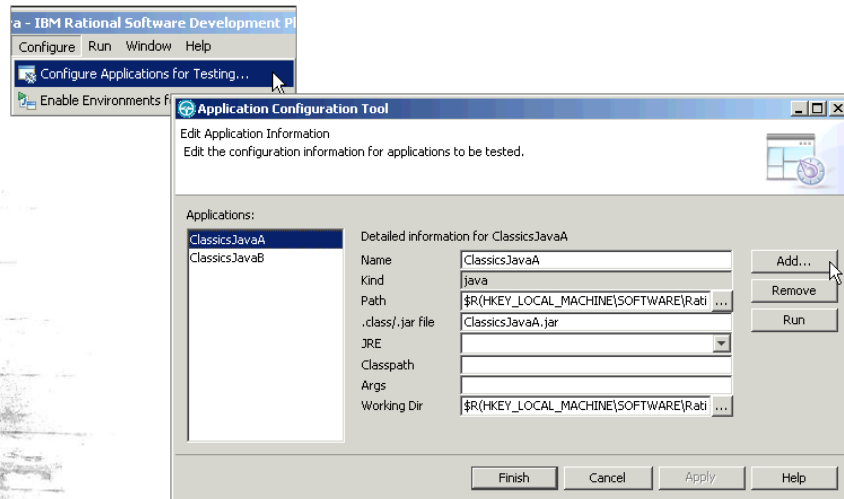 a - IBM Rational Software Development Pl
Configure Run Window Help
Configure Applications for Testing...
Enable Environments f
Application Configuration Tool
Edit Application Information
Edit the configuration information for applications to be tested.
Applications:
ClassicsJavaA
ClassicsJavaB
Detailed information for ClassicsJavaA
Name ClassicsJavaA
Kind java
Path $R(HKEY_LOCAL_MACHINE\SOFTWARE\Rati ...
.class/.jar file ClassicsJavaA.jar
JRE
Classpath
Args
Working Dir $R(HKEY_LOCAL_MACHINE\SOFTWARE\Rati ...
Add...
Remove
Run
Finish Cancel Apply Help